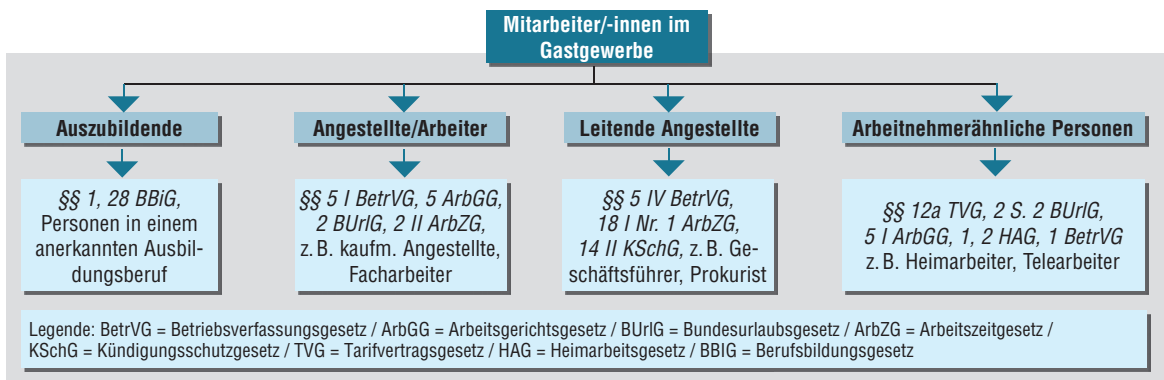 Mitarbeiter/-innen im
Gastgewerbe
Auszubildende
§§ 1, 28 BBiG,
Personen in einem
anerkannten Ausbil-
dungsberuf
Angestellte/Arbeiter
§§ 5 I BetrVG, 5 ArbGG,
2 BUrlG, 2 II ArbZG,
z. B. kaufm. Angestellte,
Facharbeiter
Leitende Angestellte
§§ 5 IV BetrVG,
18 I Nr. 1 ArbZG,
14 II KSchG, z. B. Ge-
schäftsführer, Prokurist
Arbeitnehmerähnliche Personen
§§ 12a TVG, 2 S. 2 BUrlG,
5 I ArbGG, 1, 2 HAG, 1 BetrVG
z. B. Heimarbeiter, Telearbeiter
Legende: BetrVG = Betriebsverfassungsgesetz / ArbGG = Arbeitsgerichtsgesetz / BUrlG = Bundesurlaubsgesetz / ArbZG = Arbeitszeitgesetz /
KSchG = Kündigungsschutzgesetz / TVG = Tarifvertragsgesetz / HAG = Heimarbeitsgesetz / BBIG = Berufsbildungsgesetz